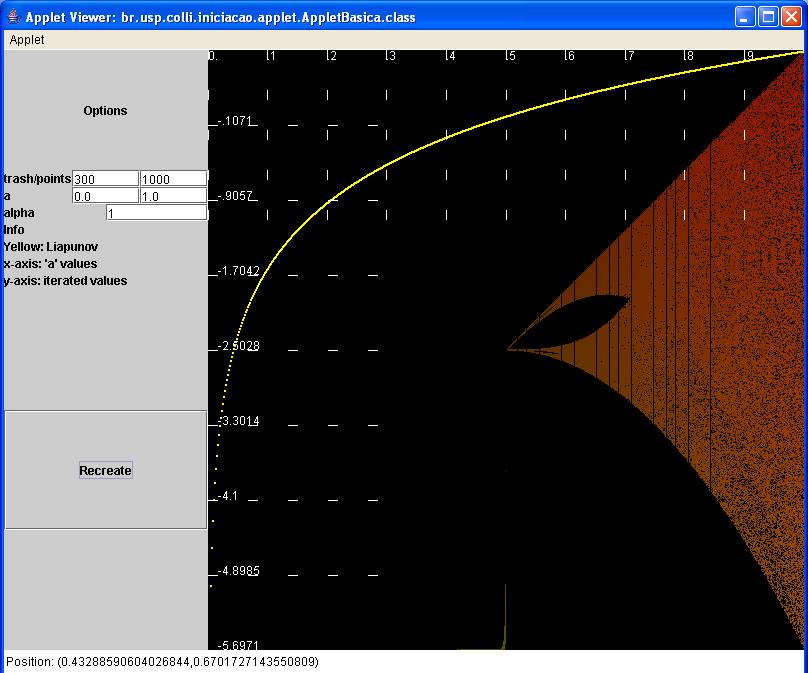 Applet Viewer: br.usp.colli.iniciacao.applet.AppletBasica.class
Applet
Options
trash/points 300 1000
a 0.0 1.0
alpha 1
Info
Yellow: Liapunov
x-axis: 'a' values
y-axis: iterated values
Recreate
0. 1 2 3 4 5 6 7 8 9
-.1071
-.9057
-1.7042
-2.5028
-3.3014
-4.1
-4.8985
-5.6971
Position: (0.43288590604026844,0.6701727143550809)